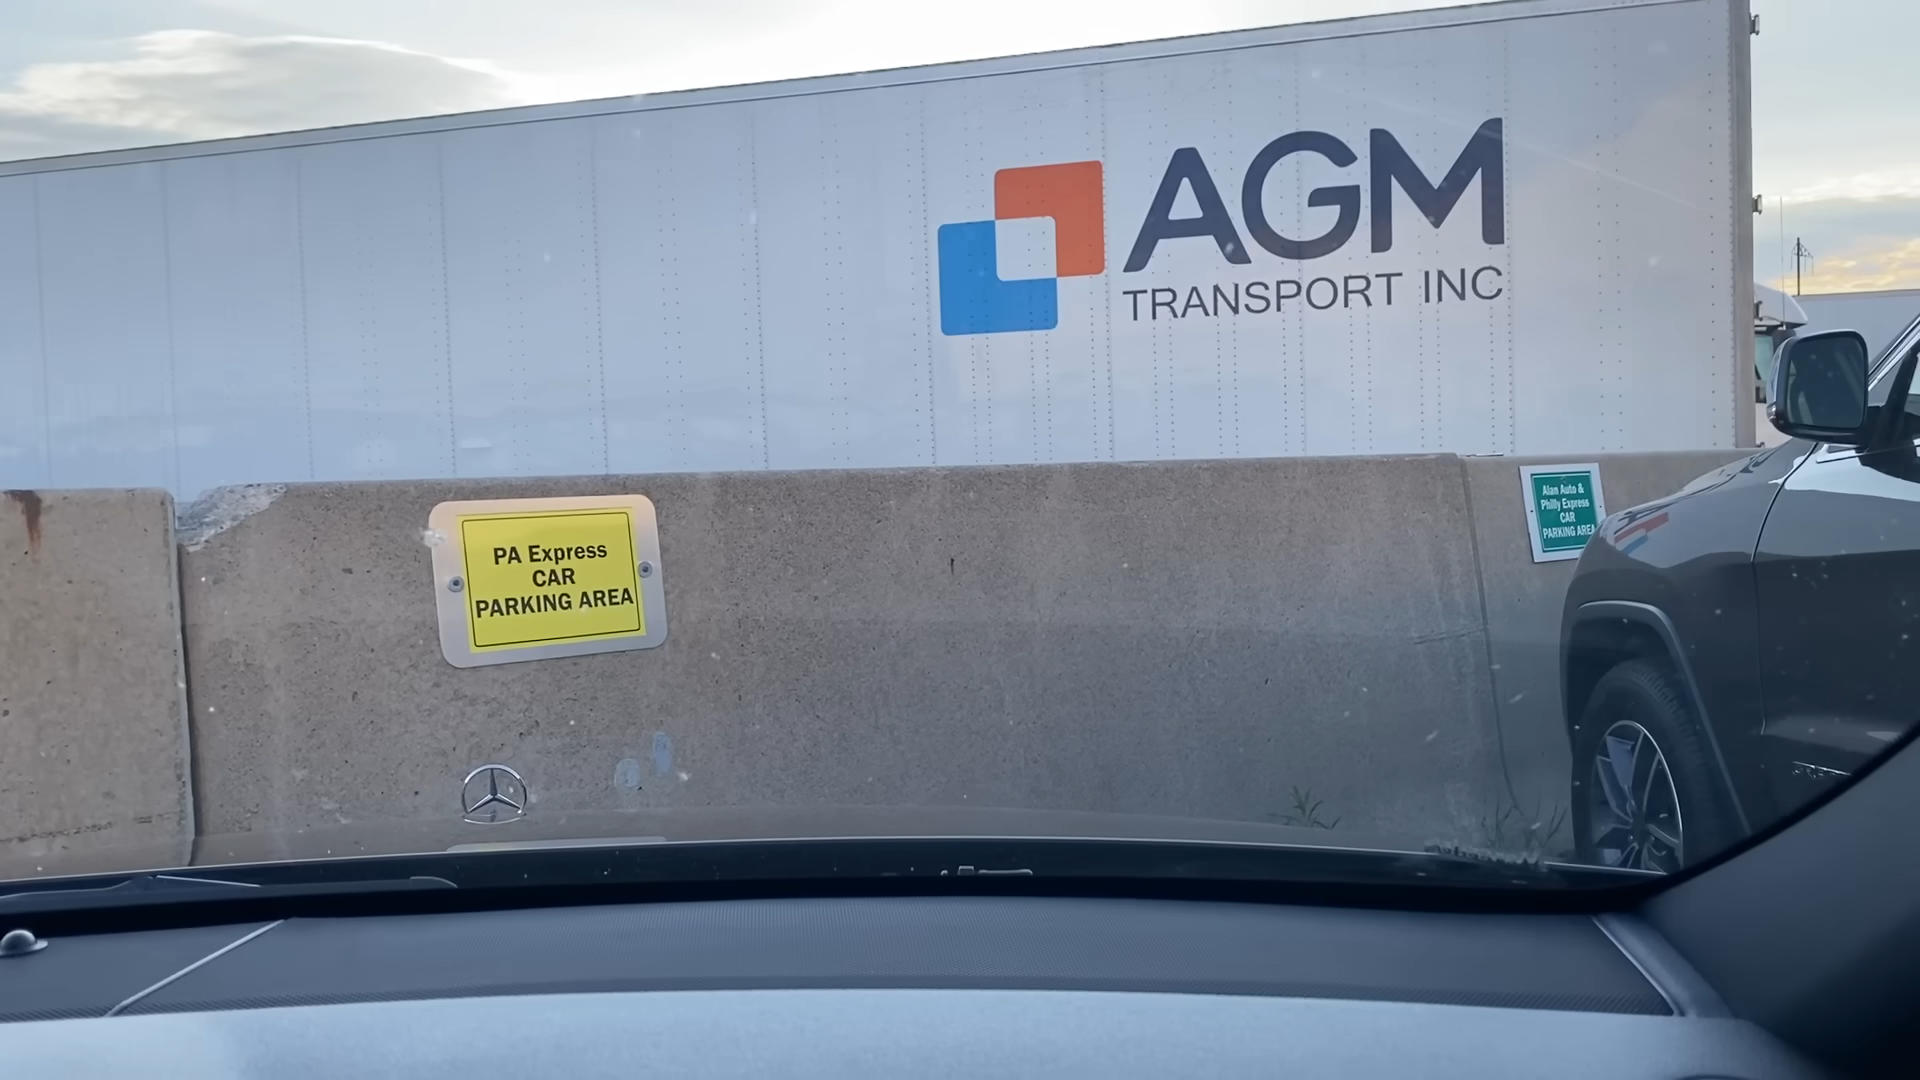 AGM
TRANSPORT INC
PA Express
CAR
PARKING AREA
Alan Auto &
Philly Express
CAR
PARKING AREA